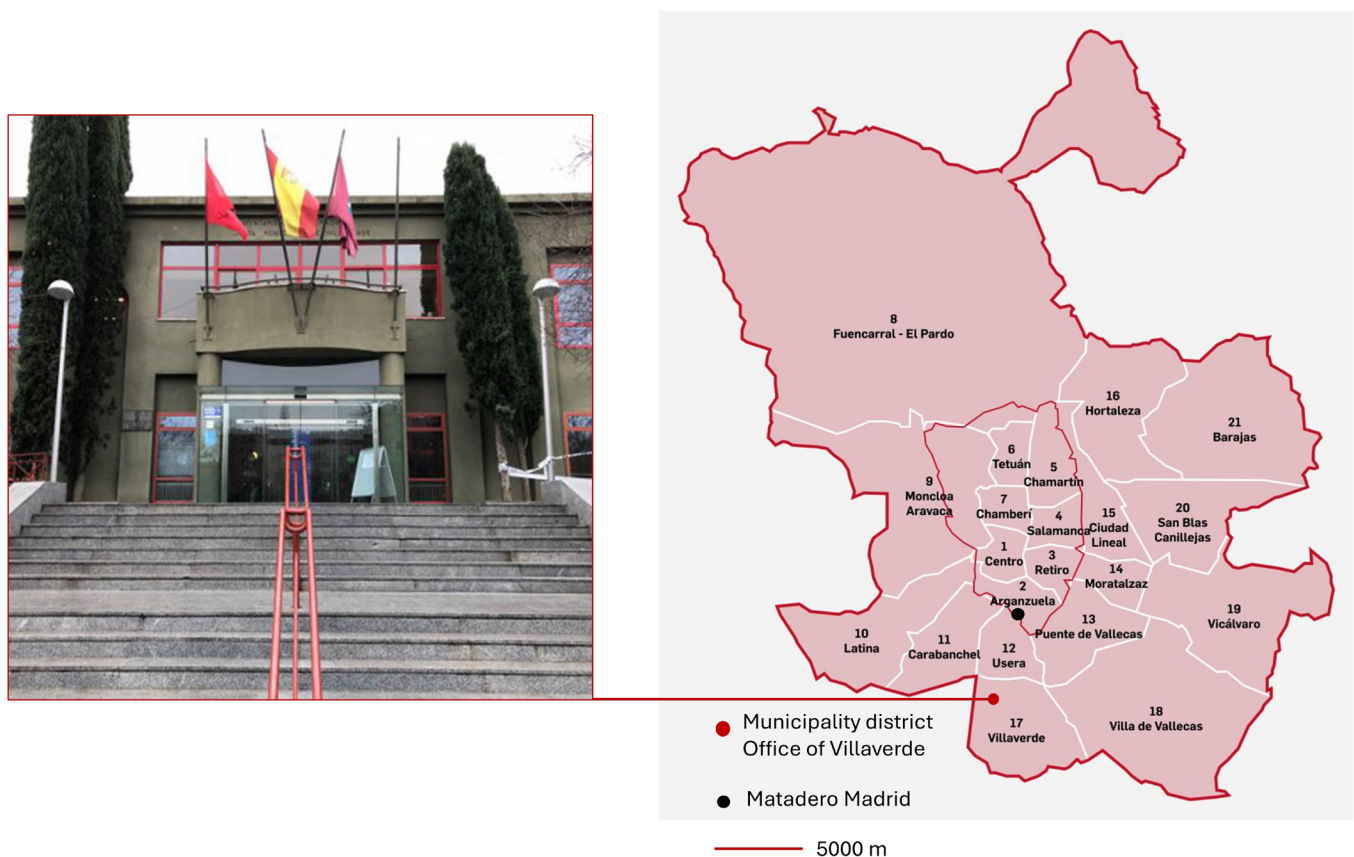 8
Fuencarral - El Pardo
16
Hortaleza
21
Barajas
6
Tetuán
5
Chamartín
9
Moncloa
Aravaca
7
Chamberí
4
Salamanca
15
Ciudad
Lineal
20
San Blas
Canillejas
1
Centro
3
Retiro
14
Moratalzaz
2
Arganzuela
19
Vicálvaro
13
Puente de Vallecas
10
Latina
11
Carabanchel
12
Usera
18
Villa de Vallecas
17
Villaverde
Municipality district
Office of Villaverde
Matadero Madrid
5000 m